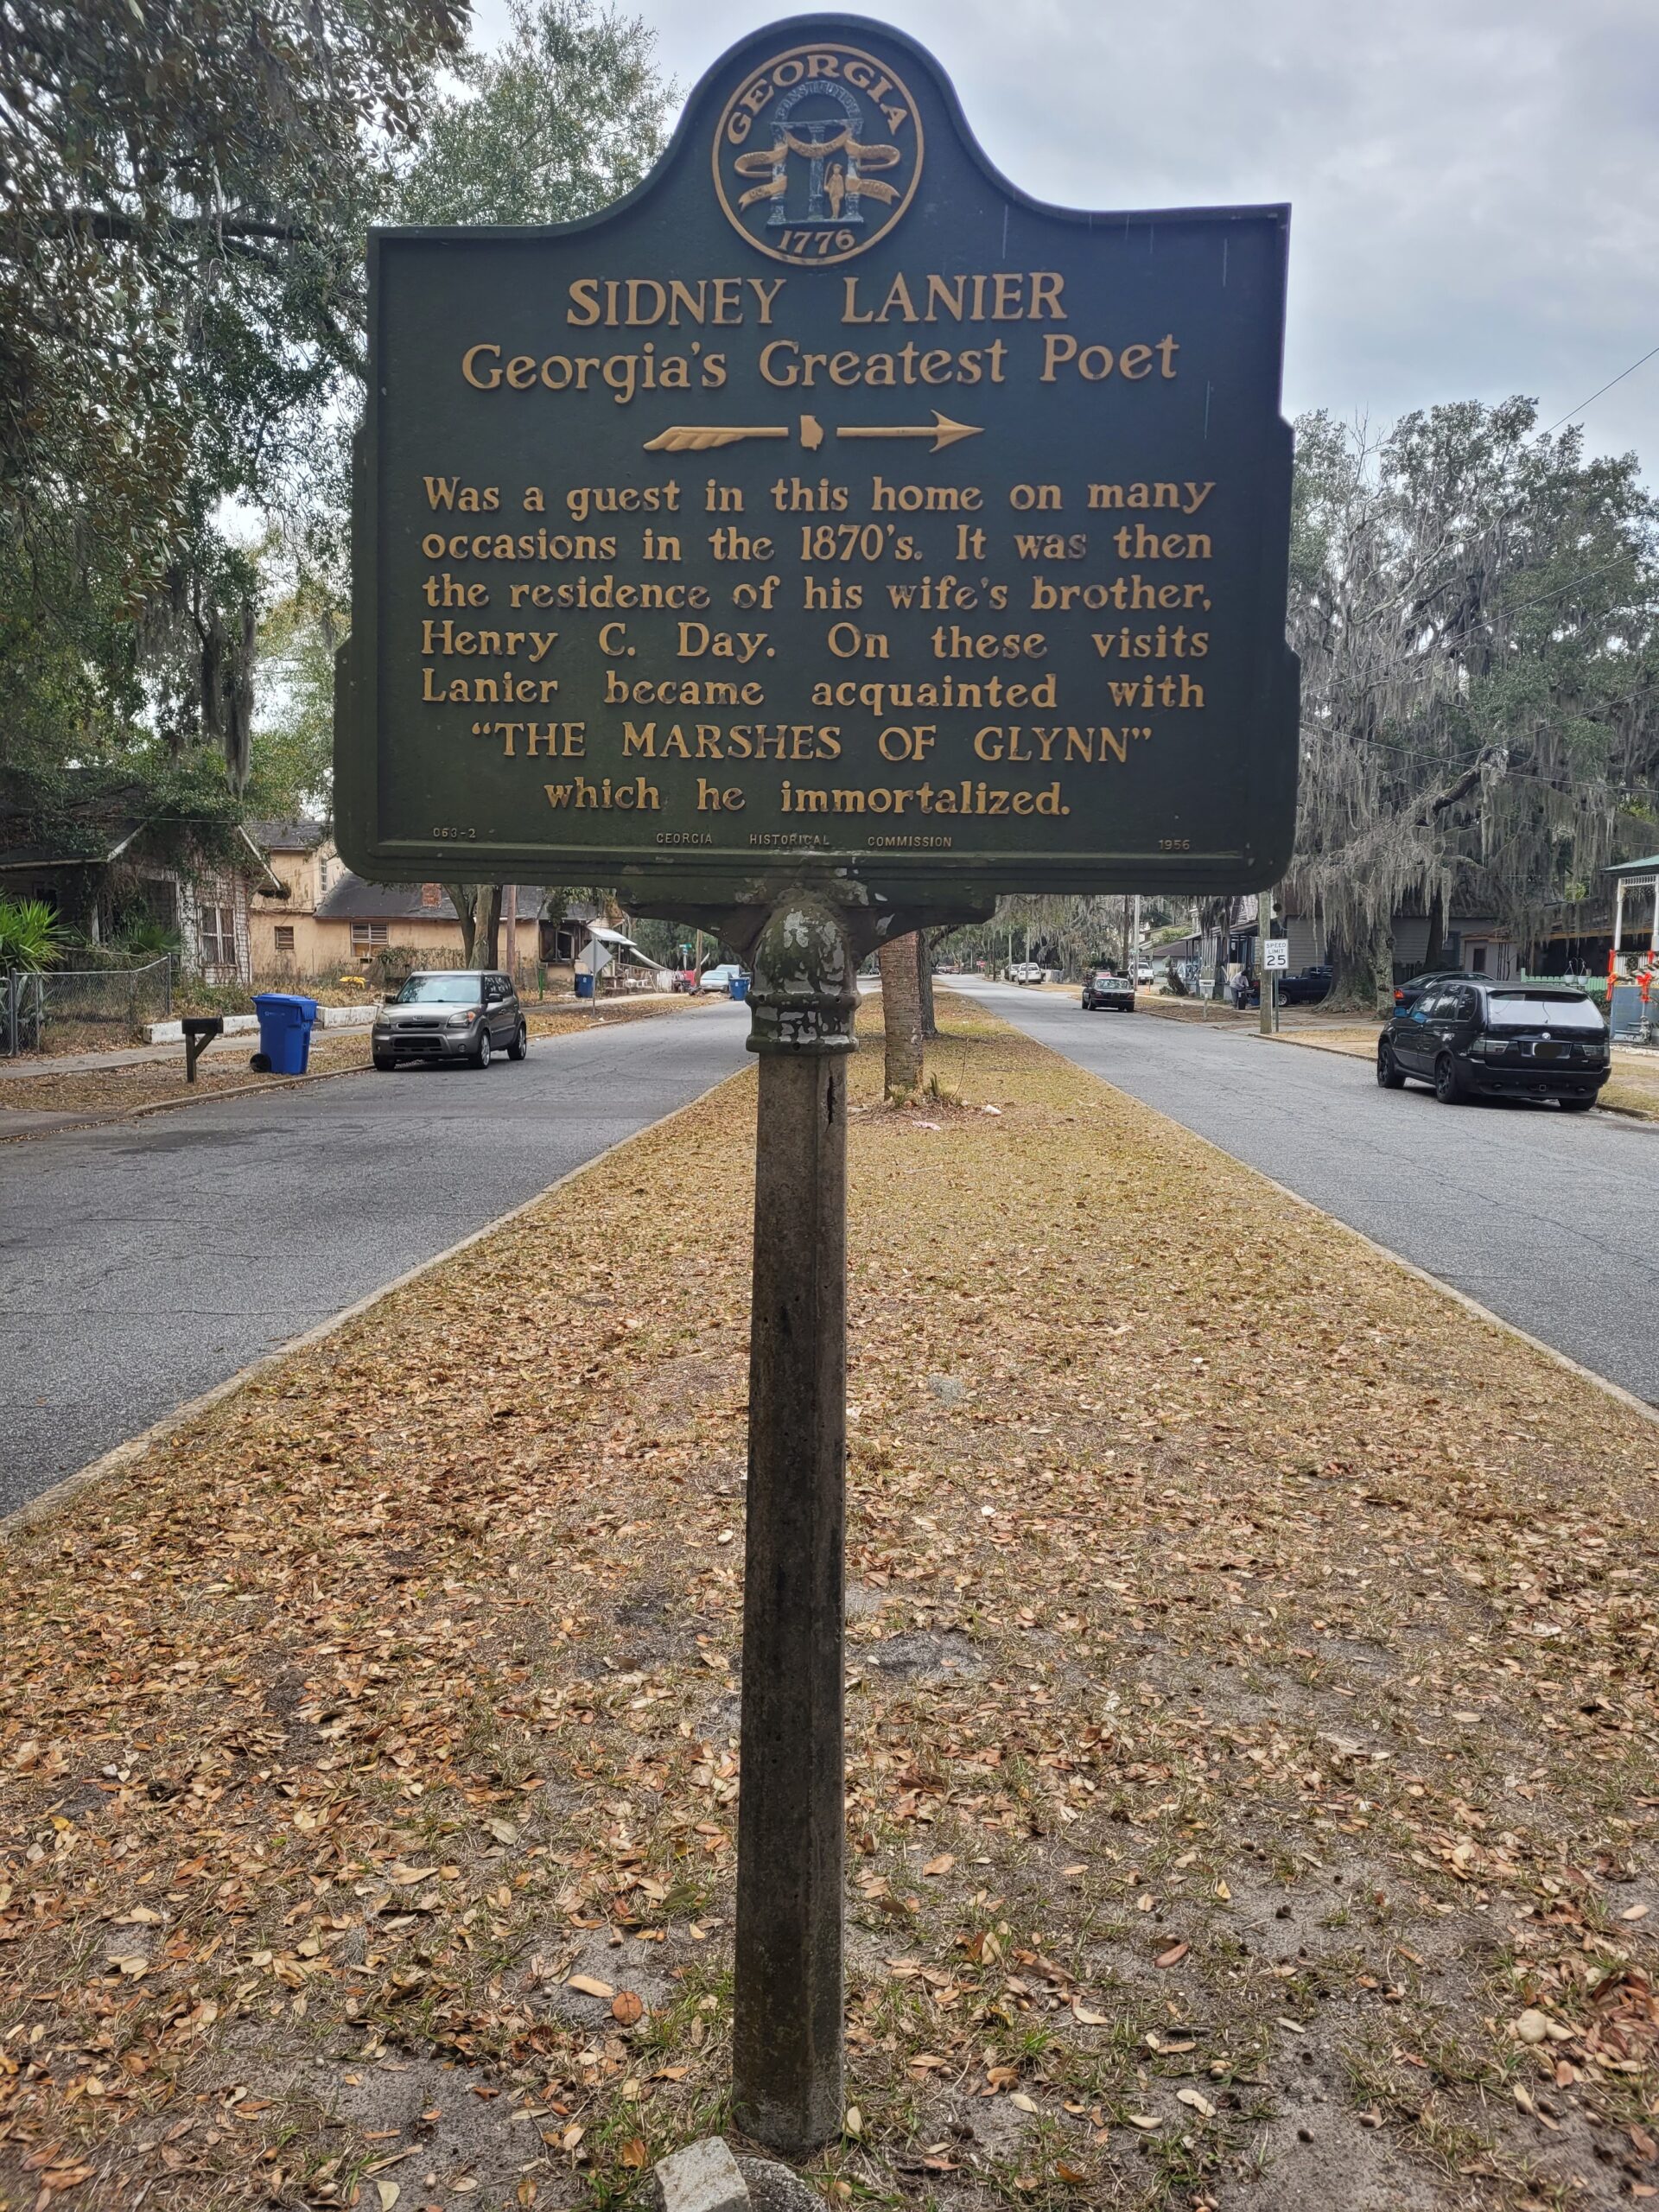 GEORGIA
CONSTITUTION
1776
SIDNEY LANIER
Georgia's Greatest Poet
Was a guest in this home on many
occasions in the 1870's. It was then
the residence of his wife's brother,
Henry C. Day. On these visits
Lanier became acquainted with
"THE MARSHES OF GLYNN"
which he immortalized.
063-2 GEORGIA HISTORICAL COMMISSION 1956
SPEED
LIMIT
25